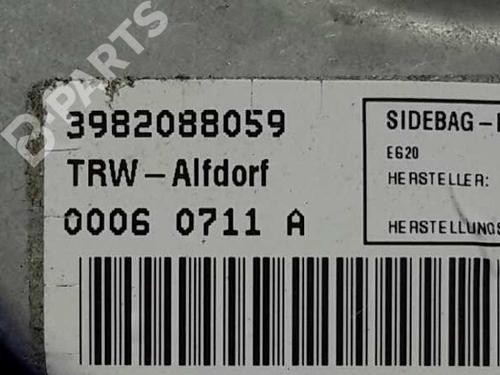 B-PARTS
3982088059
TRW-Alfdorf
0006 0711 A
SIDEBAG-
E620
HERSTELLER:
HERSTELLUNGS